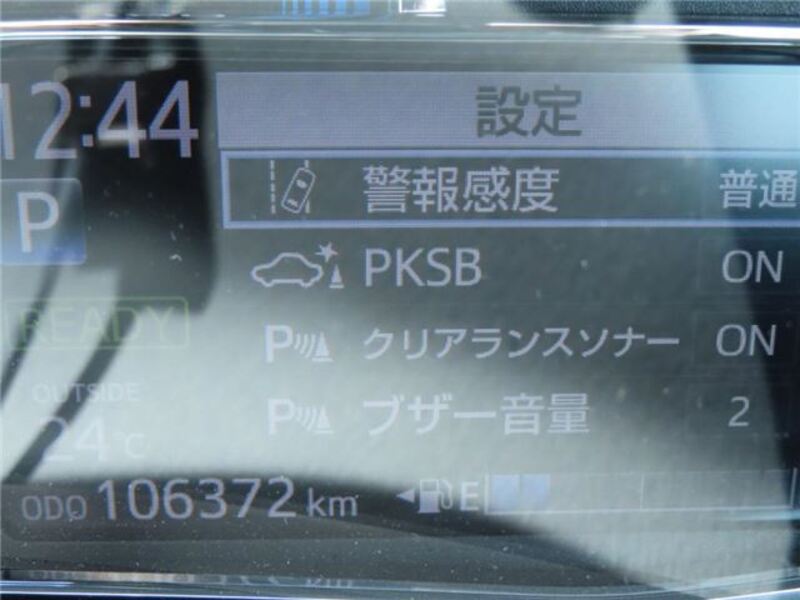 12:44
設定
警報感度 普通
P
PKSB ON
READY
クリアランスソナー ON
OUTSIDE
24℃
ブザー音量 2
ODO 106372 km
E